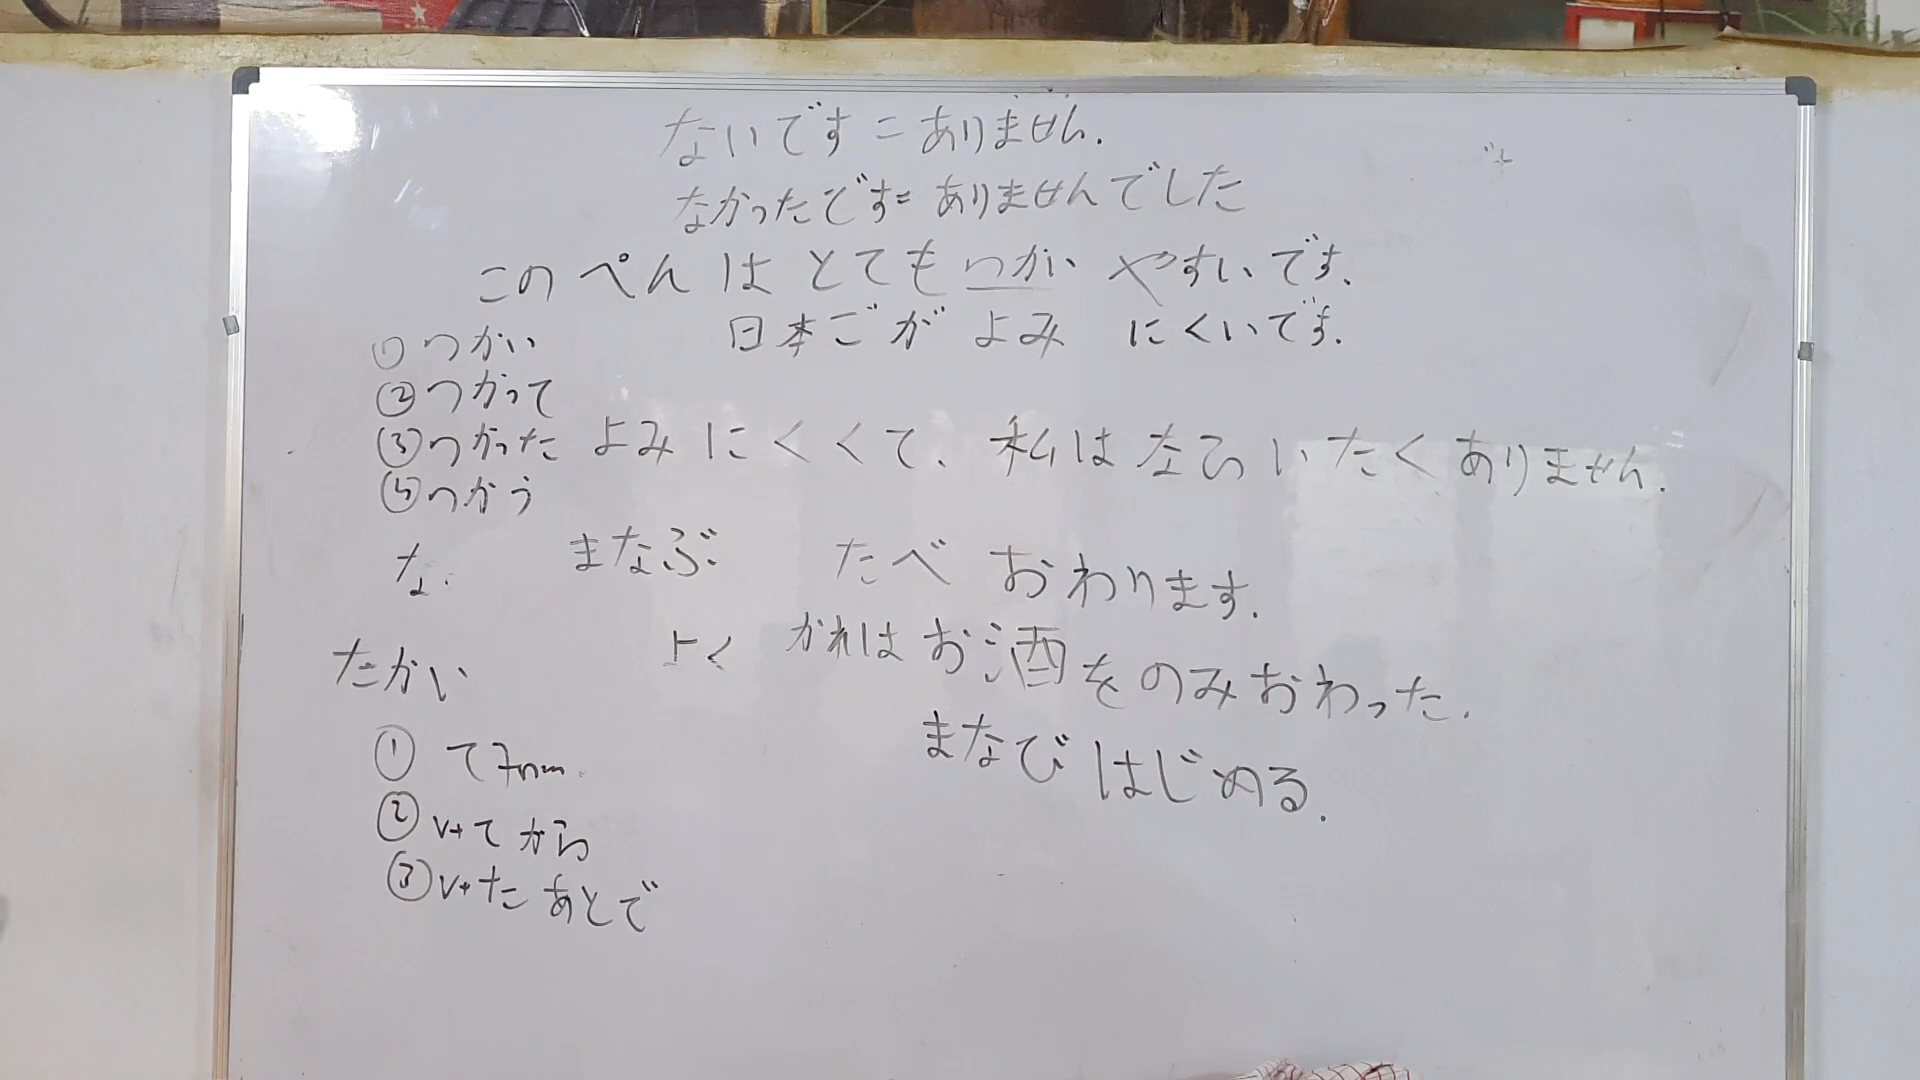 ないです=ありません.
なかったです=ありませんでした
この ぺん は とても つかい やすいです.
日本ごが よみ にくいです.
① つかい
② つかって
③ つかった
つかう
よみ にくくて、私は ならいたくありません.
な.
まなぶ
たべ おわります.
たかい
よく
かれは お酒を のみ おわった.
まなび はじめる.
①
② V+て から
③ V+た あとで